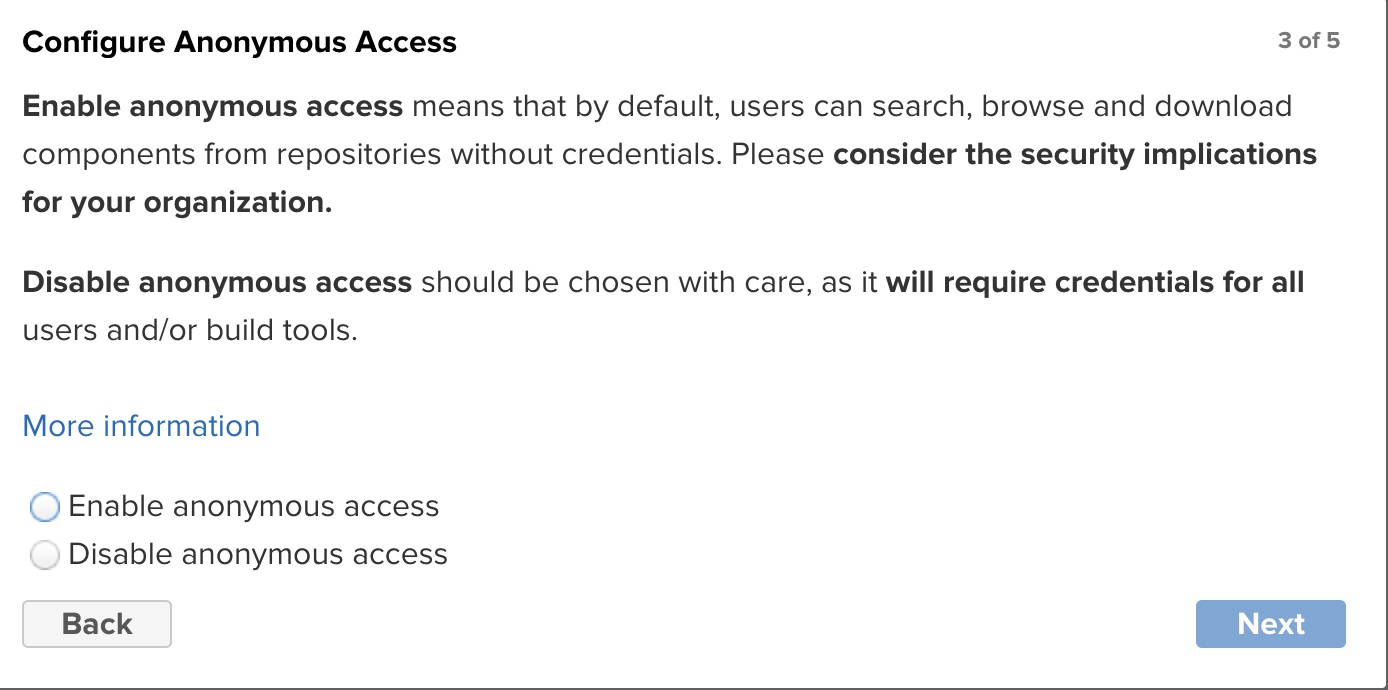 Configure Anonymous Access
3 of 5
Enable anonymous access means that by default, users can search, browse and download
components from repositories without credentials. Please consider the security implications
for your organization.
Disable anonymous access should be chosen with care, as it will require credentials for all
users and/or build tools.
More information
Enable anonymous access
Disable anonymous access
Back
Next